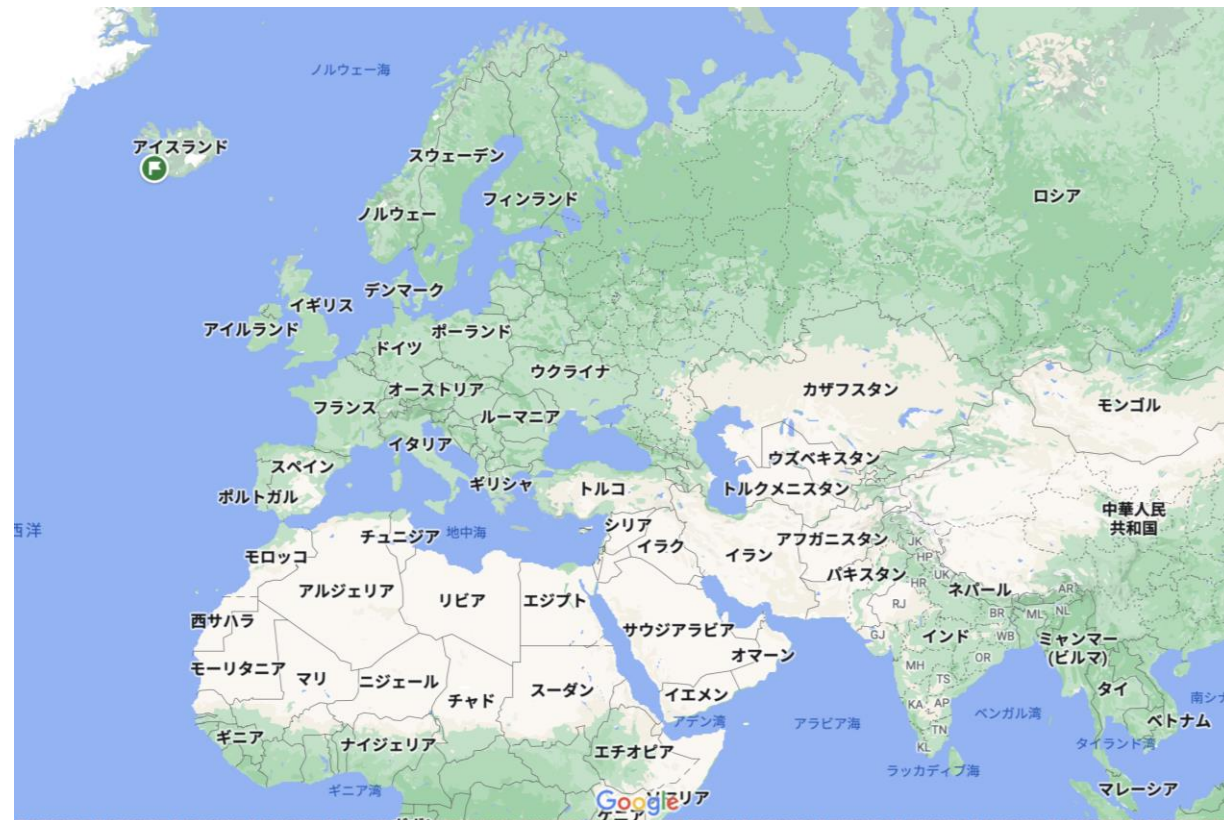 ノルウェー海
アイスランド
スウェーデン
フィンランド
ロシア
ノルウェー
デンマーク
イギリス
アイルランド
ポーランド
ドイツ
ウクライナ
オーストリア
カザフスタン
フランス
モンゴル
ルーマニア
イタリア
ウズベキスタン
スペイン
ギリシャ
トルコ
トルクメニスタン
ポルトガル
中華人民
共和国
西洋
チュニジア
地中海
シリア
イラク
アフガニスタン
JK
モロッコ
イラン
HP
パキスタン
UK
HR
アルジェリア
ネパール
AR
リビア
エジプト
RJ
BR
ML
NL
西サハラ
サウジアラビア
GJ
インド
WB
ミャンマー
(ビルマ)
オマーン
OR
モーリタニア
MH
マリ
ニジェール
スーダン
TS
タイ
チャド
イエメン
南シナ
KA
AP
ベンガル湾
アデン湾
アラビア海
ベトナム
TN
ギニア
ナイジェリア
エチオピア
KL
タイランド湾
ラッカディブ海
ギニア湾
マレーシア
Google
ケニア